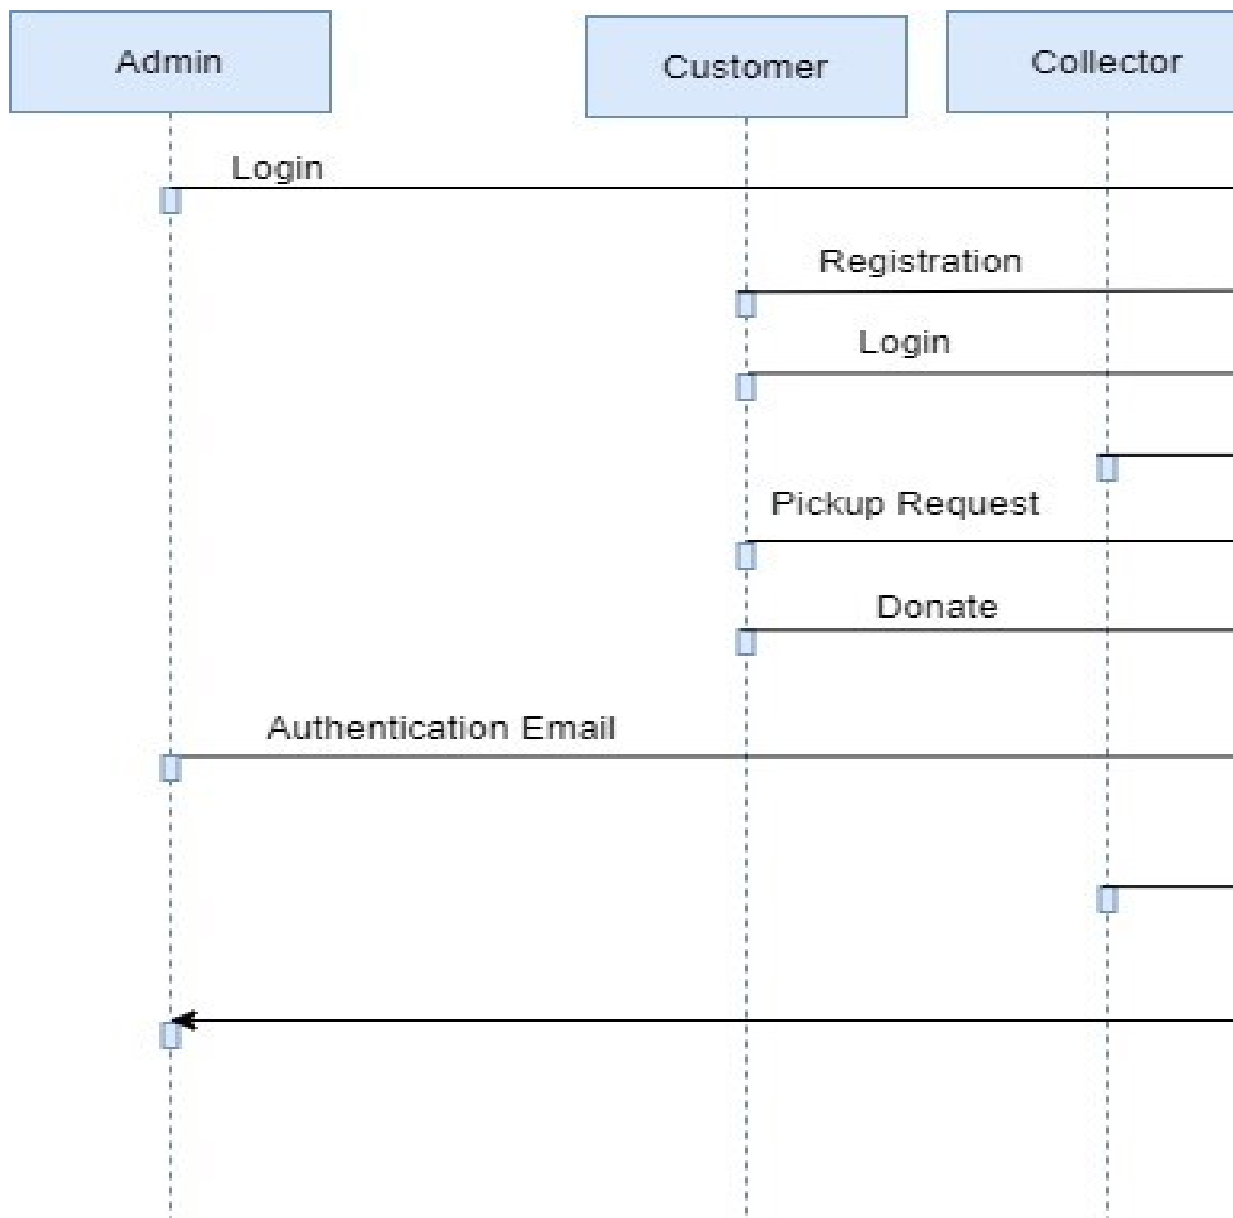 Admin
Customer
Collector
Login
Registration
Login
Pickup Request
Donate
Authentication Email